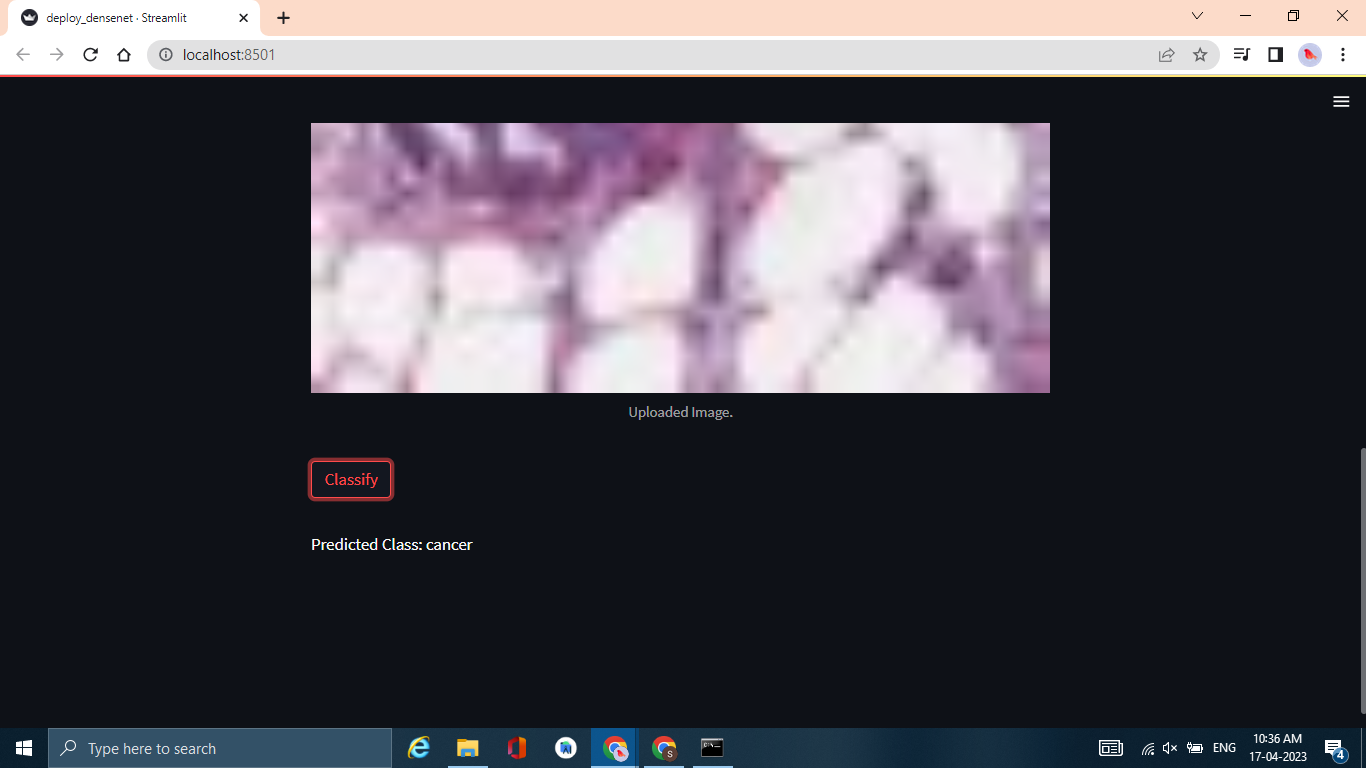 deploy_densenet · Streamlit
localhost:8501
Uploaded Image.
Classify
Predicted Class: cancer
Type here to search
S
ENG
10:36 AM
17-04-2023
4